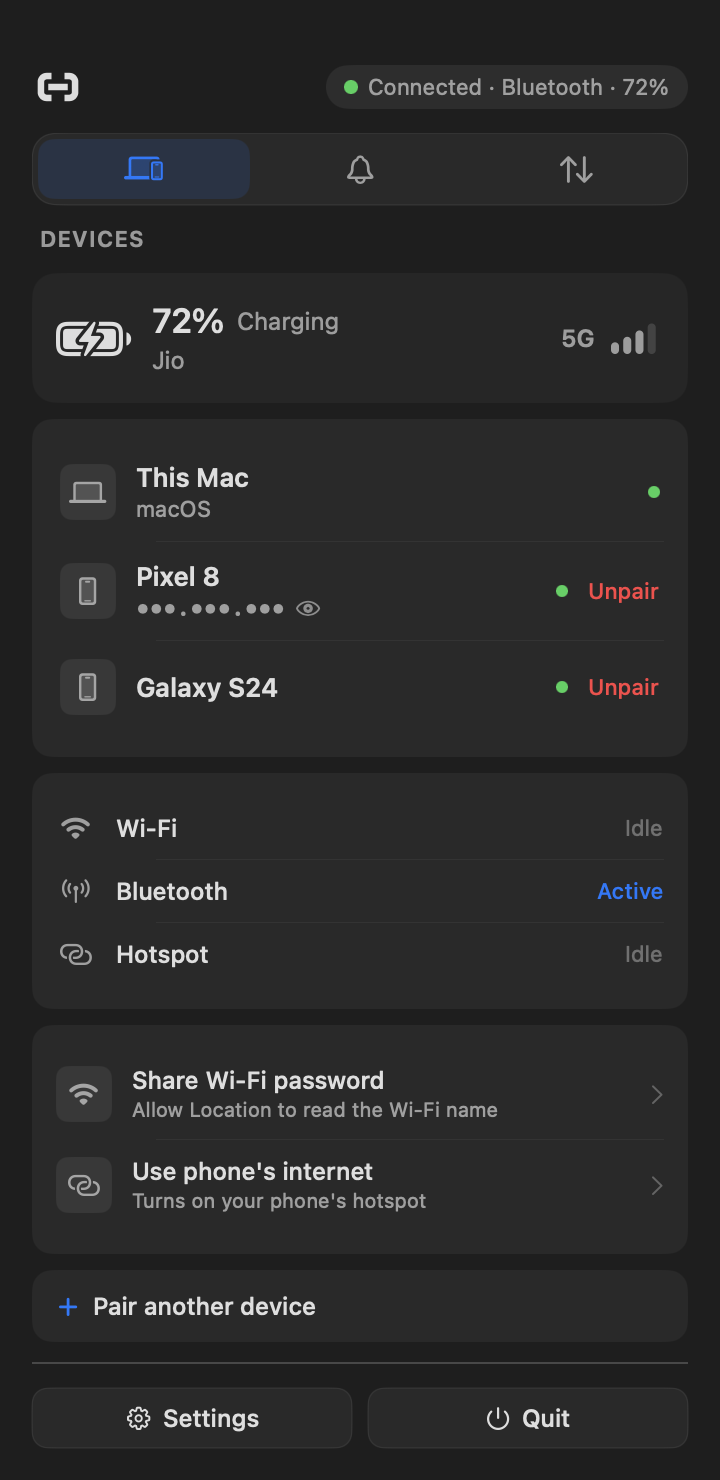 Connected · Bluetooth · 72%
DEVICES
72% Charging
Jio
5G
This Mac
macOS
Pixel 8
•••.•••.•••
Unpair
Galaxy S24
Unpair
Wi-Fi
Idle
Bluetooth
Active
Hotspot
Idle
Share Wi-Fi password
Allow Location to read the Wi-Fi name
Use phone's internet
Turns on your phone's hotspot
+ Pair another device
Settings
Quit